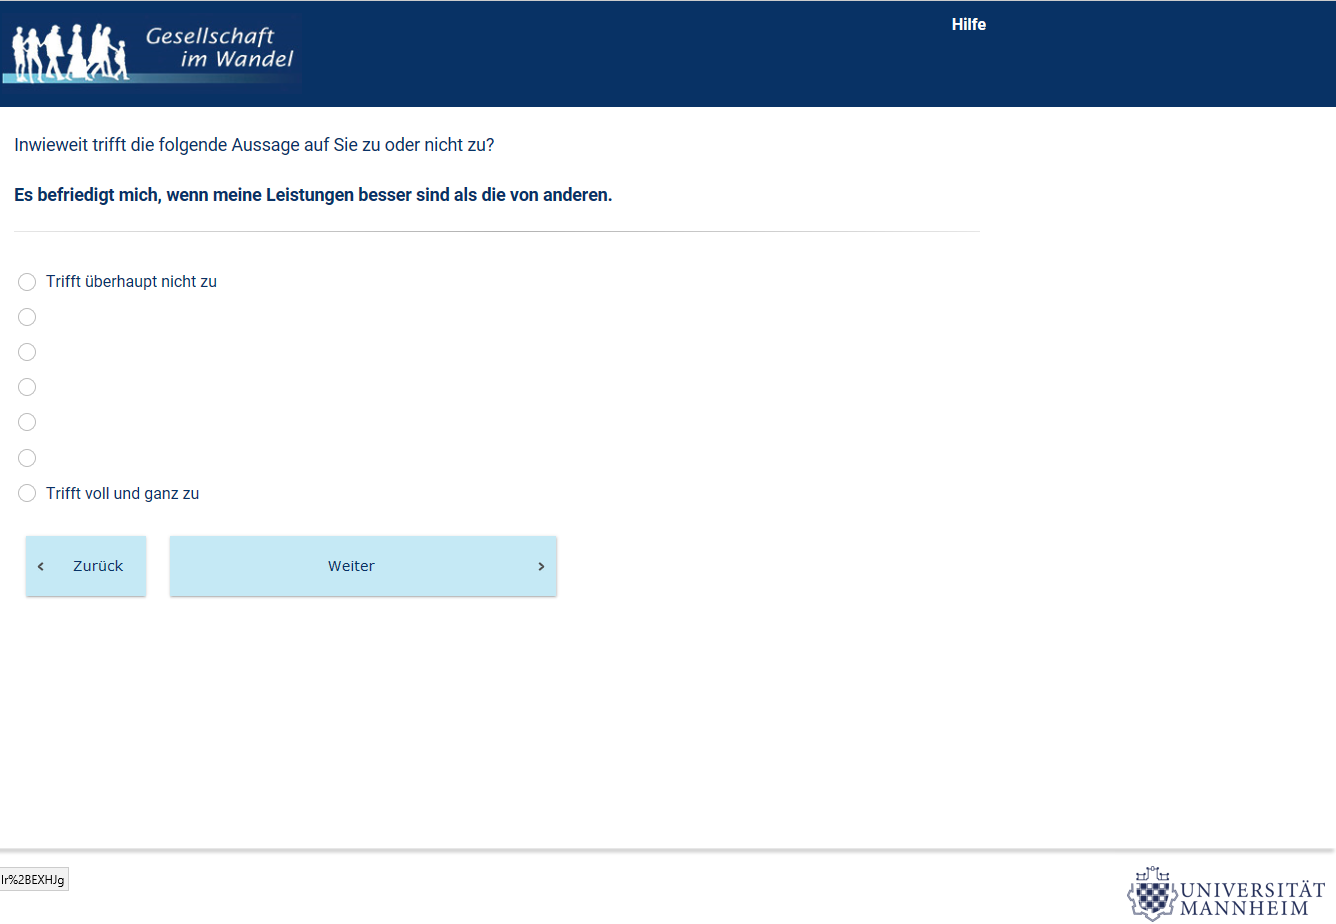 Gesellschaft
im Wandel
Hilfe
Inwieweit trifft die folgende Aussage auf Sie zu oder nicht zu?
Es befriedigt mich, wenn meine Leistungen besser sind als die von anderen.
Trifft überhaupt nicht zu
Trifft voll und ganz zu
‹ Zurück
Weiter ›
lr%2BEXHJg
UNIVERSITÄT
MANNHEIM